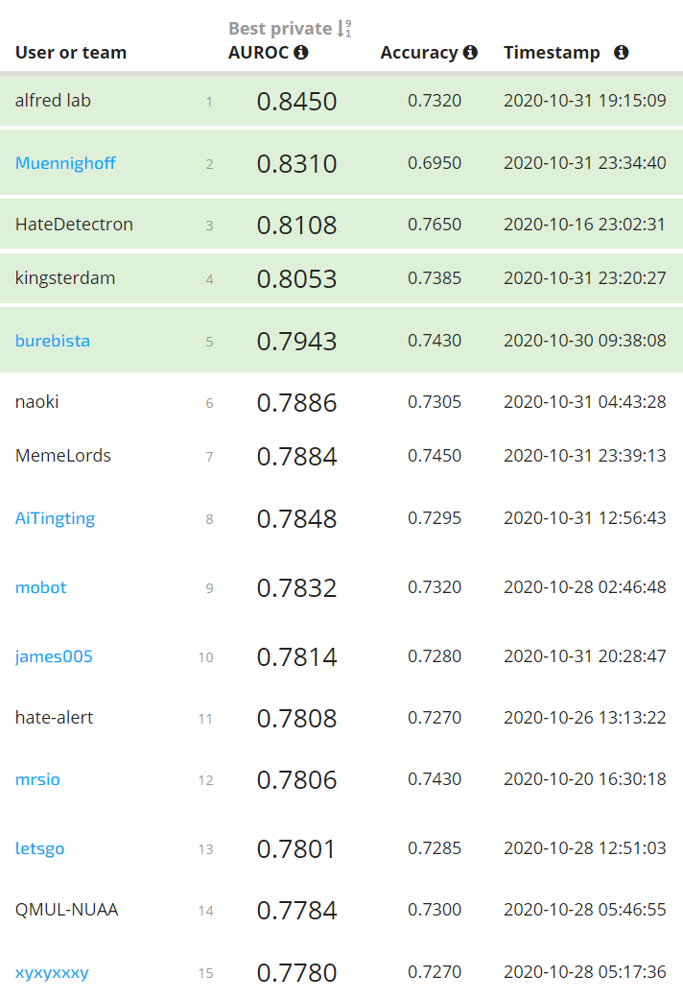 Best private
User or team AUROC Accuracy Timestamp
alfred lab 1 0.8450 0.7320 2020-10-31 19:15:09
Muennighoff 2 0.8310 0.6950 2020-10-31 23:34:40
HateDetectron 3 0.8108 0.7650 2020-10-16 23:02:31
kingsterdam 4 0.8053 0.7385 2020-10-31 23:20:27
burebista 5 0.7943 0.7430 2020-10-30 09:38:08
naoki 6 0.7886 0.7305 2020-10-31 04:43:28
MemeLords 7 0.7884 0.7450 2020-10-31 23:39:13
AiTingting 8 0.7848 0.7295 2020-10-31 12:56:43
mobot 9 0.7832 0.7320 2020-10-28 02:46:48
james005 10 0.7814 0.7280 2020-10-31 20:28:47
hate-alert 11 0.7808 0.7270 2020-10-26 13:13:22
mrsio 12 0.7806 0.7430 2020-10-20 16:30:18
letsgo 13 0.7801 0.7285 2020-10-28 12:51:03
QMUL-NUAA 14 0.7784 0.7300 2020-10-28 05:46:55
xyxyxxxy 15 0.7780 0.7270 2020-10-28 05:17:36